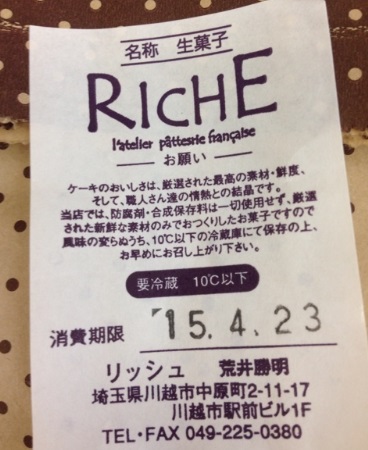 名称 生菓子
RICHE
l'atelier pâttesrie française
お願い
ケーキのおいしさは、厳選された最高の素材・鮮度、
そして、職人さん達の情熱との結晶です。
当店では、防腐剤・合成保存料は一切使用せず、厳選
された新鮮な素材のみでおつくりしたお菓子ですので
風味の変らぬうち、10℃以下の冷蔵庫にて保存の上、
お早めにお召し上がり下さい。
要冷蔵 10℃以下
消費期限 '15.4.23
リッシュ 荒井勝明
埼玉県川越市中原町2-11-17
川越市駅前ビル1F
TEL・FAX 049-225-0380